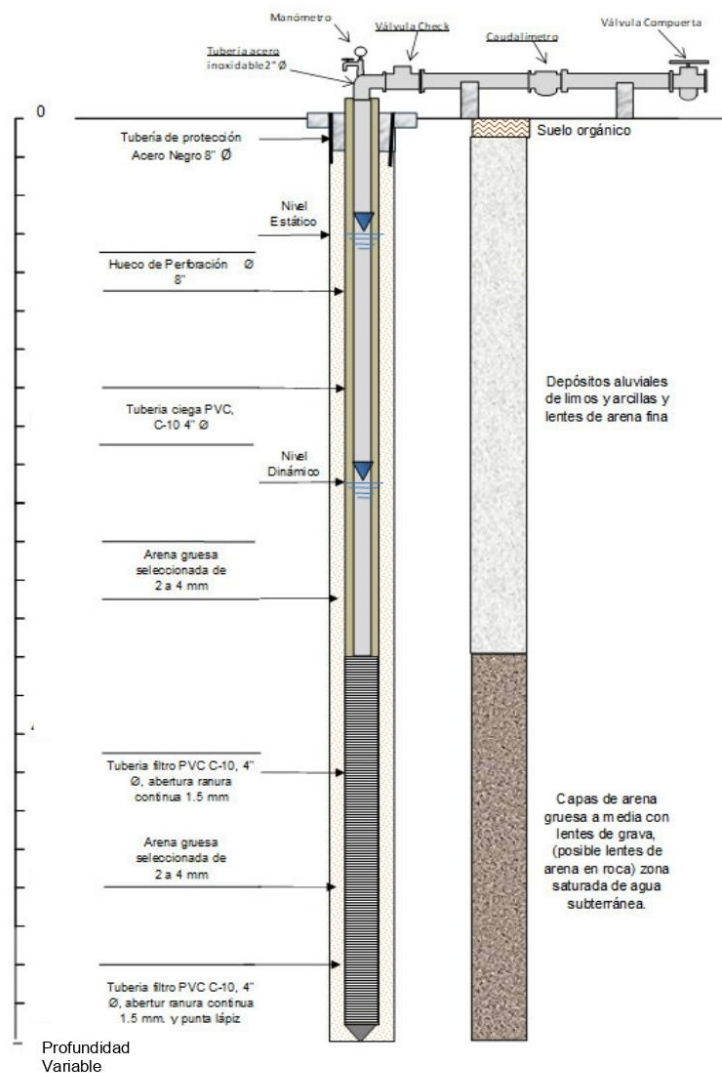 Manómetro
Válvula Check
Válvula Compuerta
Caudalímetro
Tubería acero
inoxidable2" Ø
0
Suelo orgánico
Tubería de protección
Acero Negro 8" Ø
Nivel
Estático
Hueco de Perforación Ø
8"
Depósitos aluviales
de limos y arcillas y
lentes de arena fina
Tubería ciega PVC,
C-10 4" Ø
Nivel
Dinámico
Arena gruesa
seleccionada de
2 a 4 mm
Tubería filtro PVC C-10, 4"
Ø, abertura ranura
continua 1.5 mm
Capas de arena
gruesa a media con
lentes de grava,
(posible lentes de
arena en roca) zona
saturada de agua
subterránea.
Arena gruesa
seleccionada de
2 a 4 mm
Tubería filtro PVC C-10, 4"
Ø, abertur ranura continua
1.5 mm. y punta lápiz
Profundidad
Variable